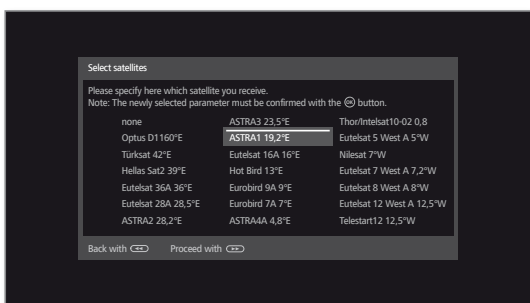 Select satellites
Please specify here which satellite you receive.
Note: The newly selected parameter must be confirmed with the OK button.
none ASTRA3 23,5°E Thor/Intelsat10-02 0,8
Optus D1160°E ASTRA1 19,2°E Eutelsat 5 West A 5°W
Türksat 42°E Eutelsat 16A 16°E Nilesat 7°W
Hellas Sat2 39°E Hot Bird 13°E Eutelsat 7 West A 7,2°W
Eutelsat 36A 36°E Eurobird 9A 9°E Eutelsat 8 West A 8°W
Eutelsat 28A 28,5°E Eurobird 7A 7°E Eutelsat 12 West A 12,5°W
ASTRA2 28,2°E ASTRA4A 4,8°E Telestart12 12,5°W
Back with Proceed with